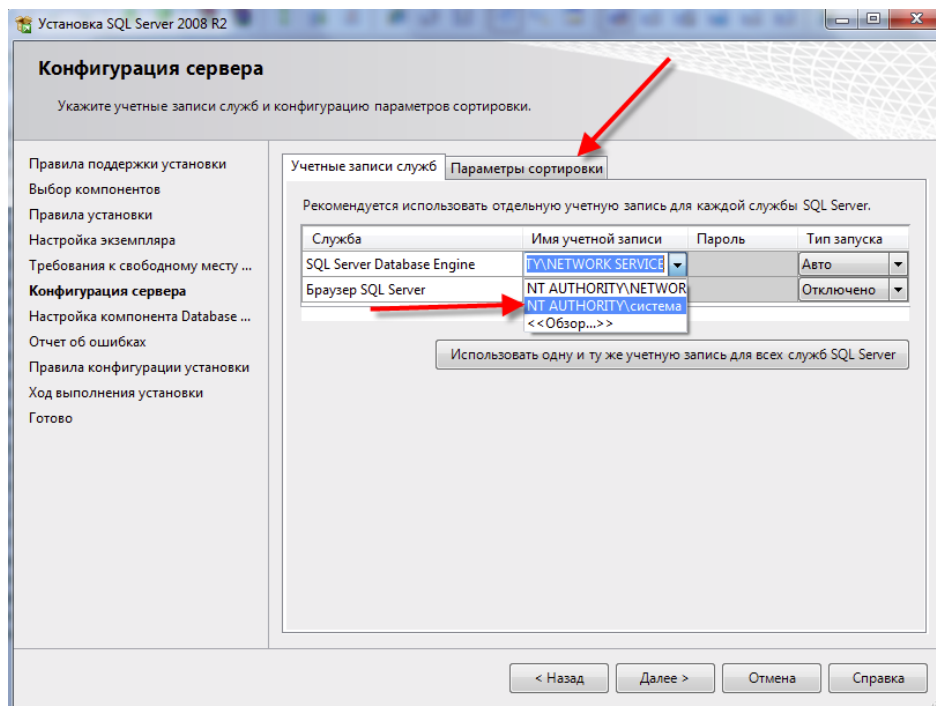 Установка SQL Server 2008 R2
Конфигурация сервера
Укажите учетные записи служб и конфигурацию параметров сортировки.
Правила поддержки установки
Выбор компонентов
Правила установки
Настройка экземпляра
Требования к свободному месту ...
Конфигурация сервера
Настройка компонента Database ...
Отчет об ошибках
Правила конфигурации установки
Ход выполнения установки
Готово
Учетные записи служб Параметры сортировки
Рекомендуется использовать отдельную учетную запись для каждой службы SQL Server.
Служба Имя учетной записи Пароль Тип запуска
SQL Server Database Engine TY\NETWORK SERVICE Авто
Браузер SQL Server NT AUTHORITY\NETWOR Отключено
NT AUTHORITY\система
<<Обзор...>>
Использовать одну и ту же учетную запись для всех служб SQL Server
< Назад Далее > Отмена Справка